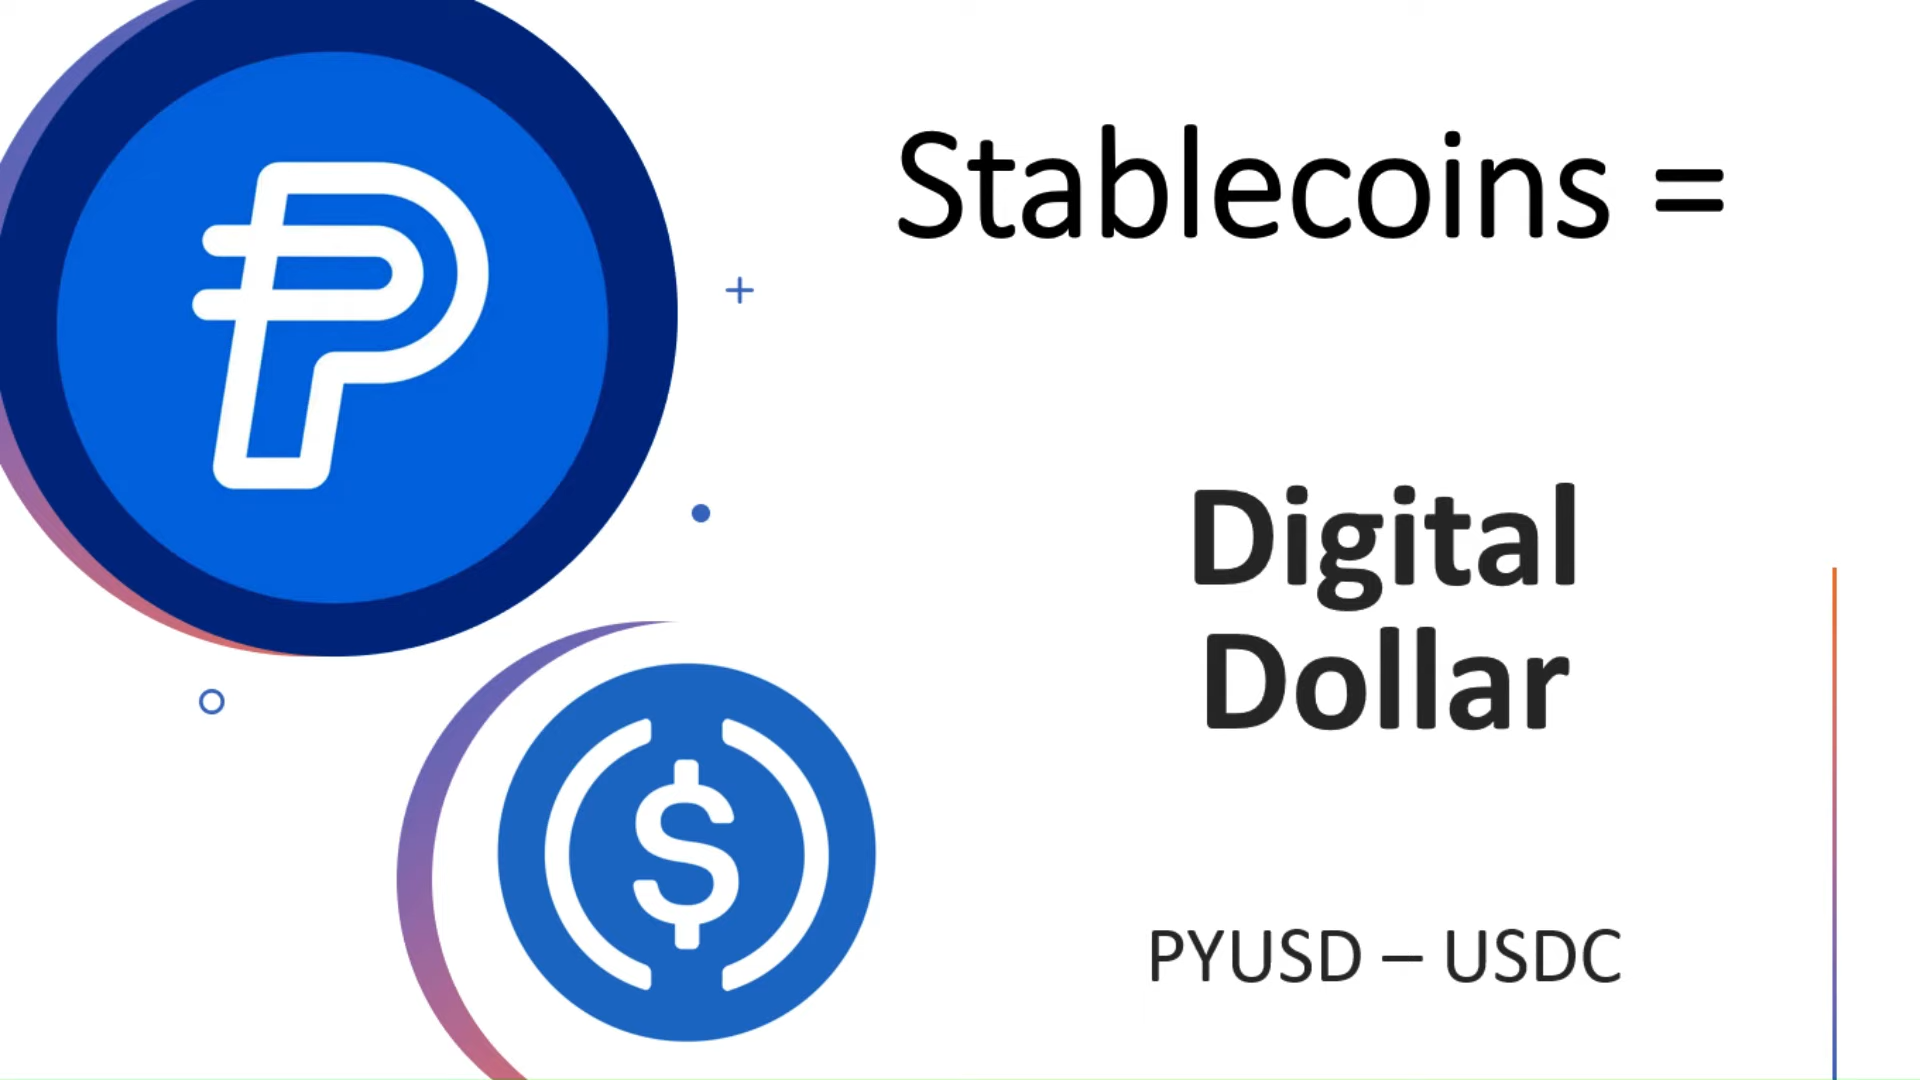 Stablecoins =
Digital
Dollar
PYUSD – USDC
$